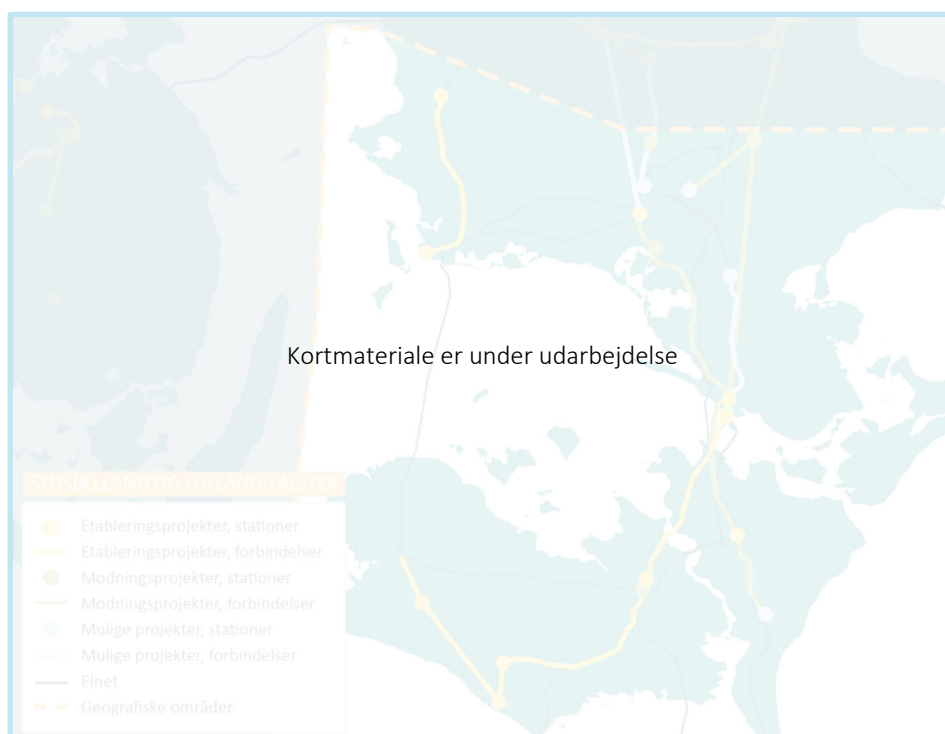 Kortmateriale er under udarbejdelse
SYDSJÆLLAND OG LOLLAND-FALSTER
Etableringsprojekter, stationer
Etableringsprojekter, forbindelser
Modningsprojekter, stationer
Modningsprojekter, forbindelser
Mulige projekter, stationer
Mulige projekter, forbindelser
Elnet
Geografiske områder